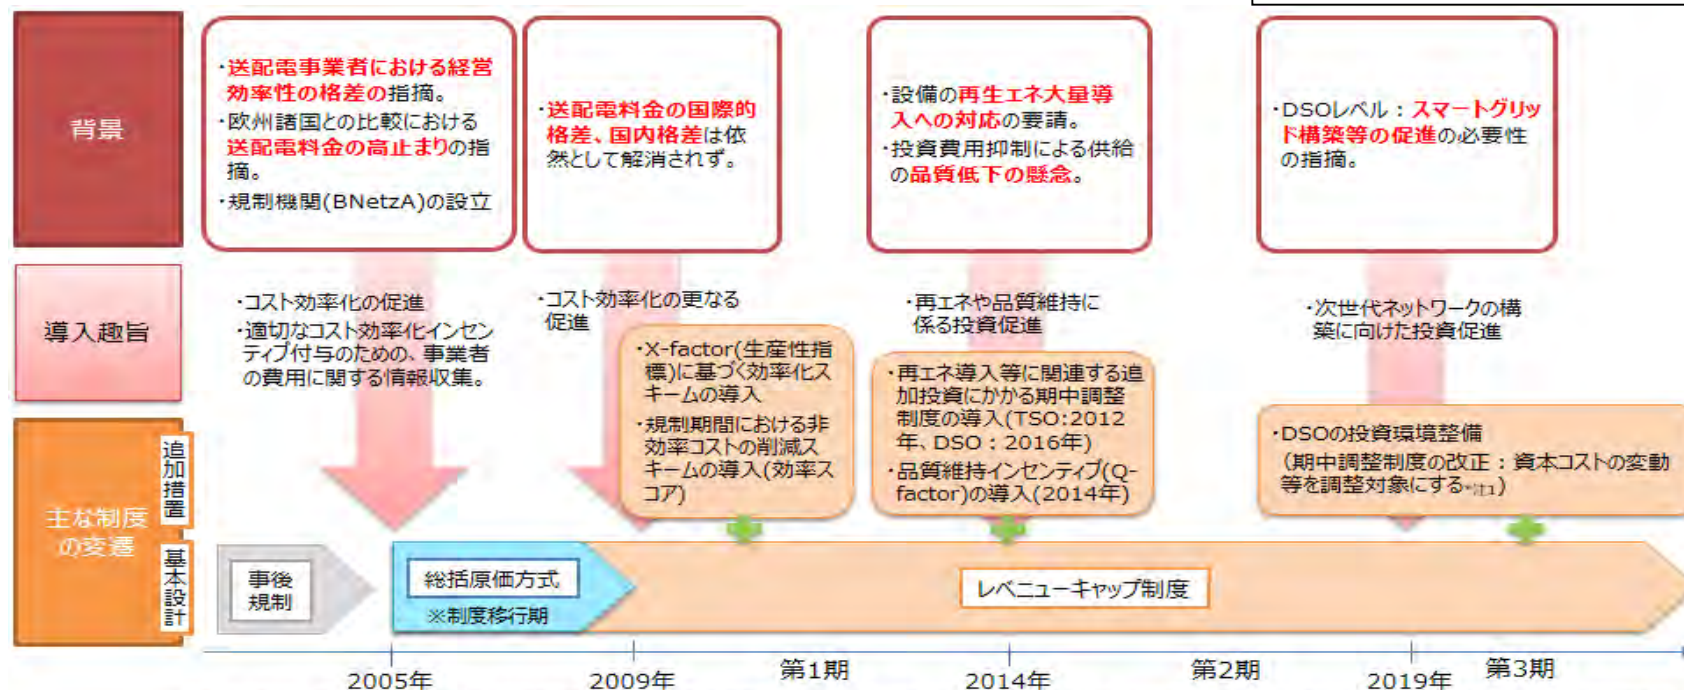 背景
・送配電事業者における経営
効率性の格差の指摘。
・欧州諸国との比較における
送配電料金の高止まりの指
摘。
・規制機関(BNetzA)の設立
・送配電料金の国際的
格差、国内格差は依
然として解消されず。
・設備の再生エネ大量導
入への対応の要請。
・投資費用抑制による供給
の品質低下の懸念。
・DSOレベル：スマートグリッ
ド構築等の促進の必要性
の指摘。
導入趣旨
・コスト効率化の促進
・適切なコスト効率化インセン
ティブ付与のための、事業者
の費用に関する情報収集。
・コスト効率化の更なる
促進
・再エネや品質維持に
係る投資促進
・次世代ネットワークの構
築に向けた投資促進
主な制度
の変遷
追加措置
・X-factor(生産性指
標)に基づく効率化ス
キームの導入
・規制期間における非
効率コストの削減ス
キームの導入(効率ス
コア)
・再エネ導入等に関連する追
加投資にかかる期中調整
制度の導入(TSO:2012
年、DSO：2016年)
・品質維持インセンティブ(Q-
factor)の導入(2014年)
・DSOの投資環境整備
（期中調整制度の改正：資本コストの変動
等を調整対象にする※注1）
基本設計
事後
規制
総括原価方式
※制度移行期
レベニューキャップ制度
2005年
2009年
第1期
2014年
第2期
2019年
第3期